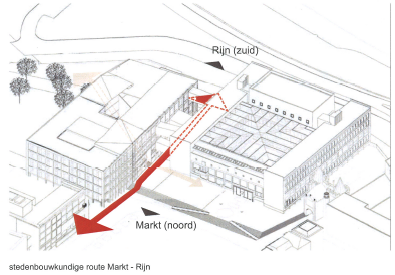 Rijn (zuid)
Markt (noord)
stedenbouwkundige route Markt - Rijn